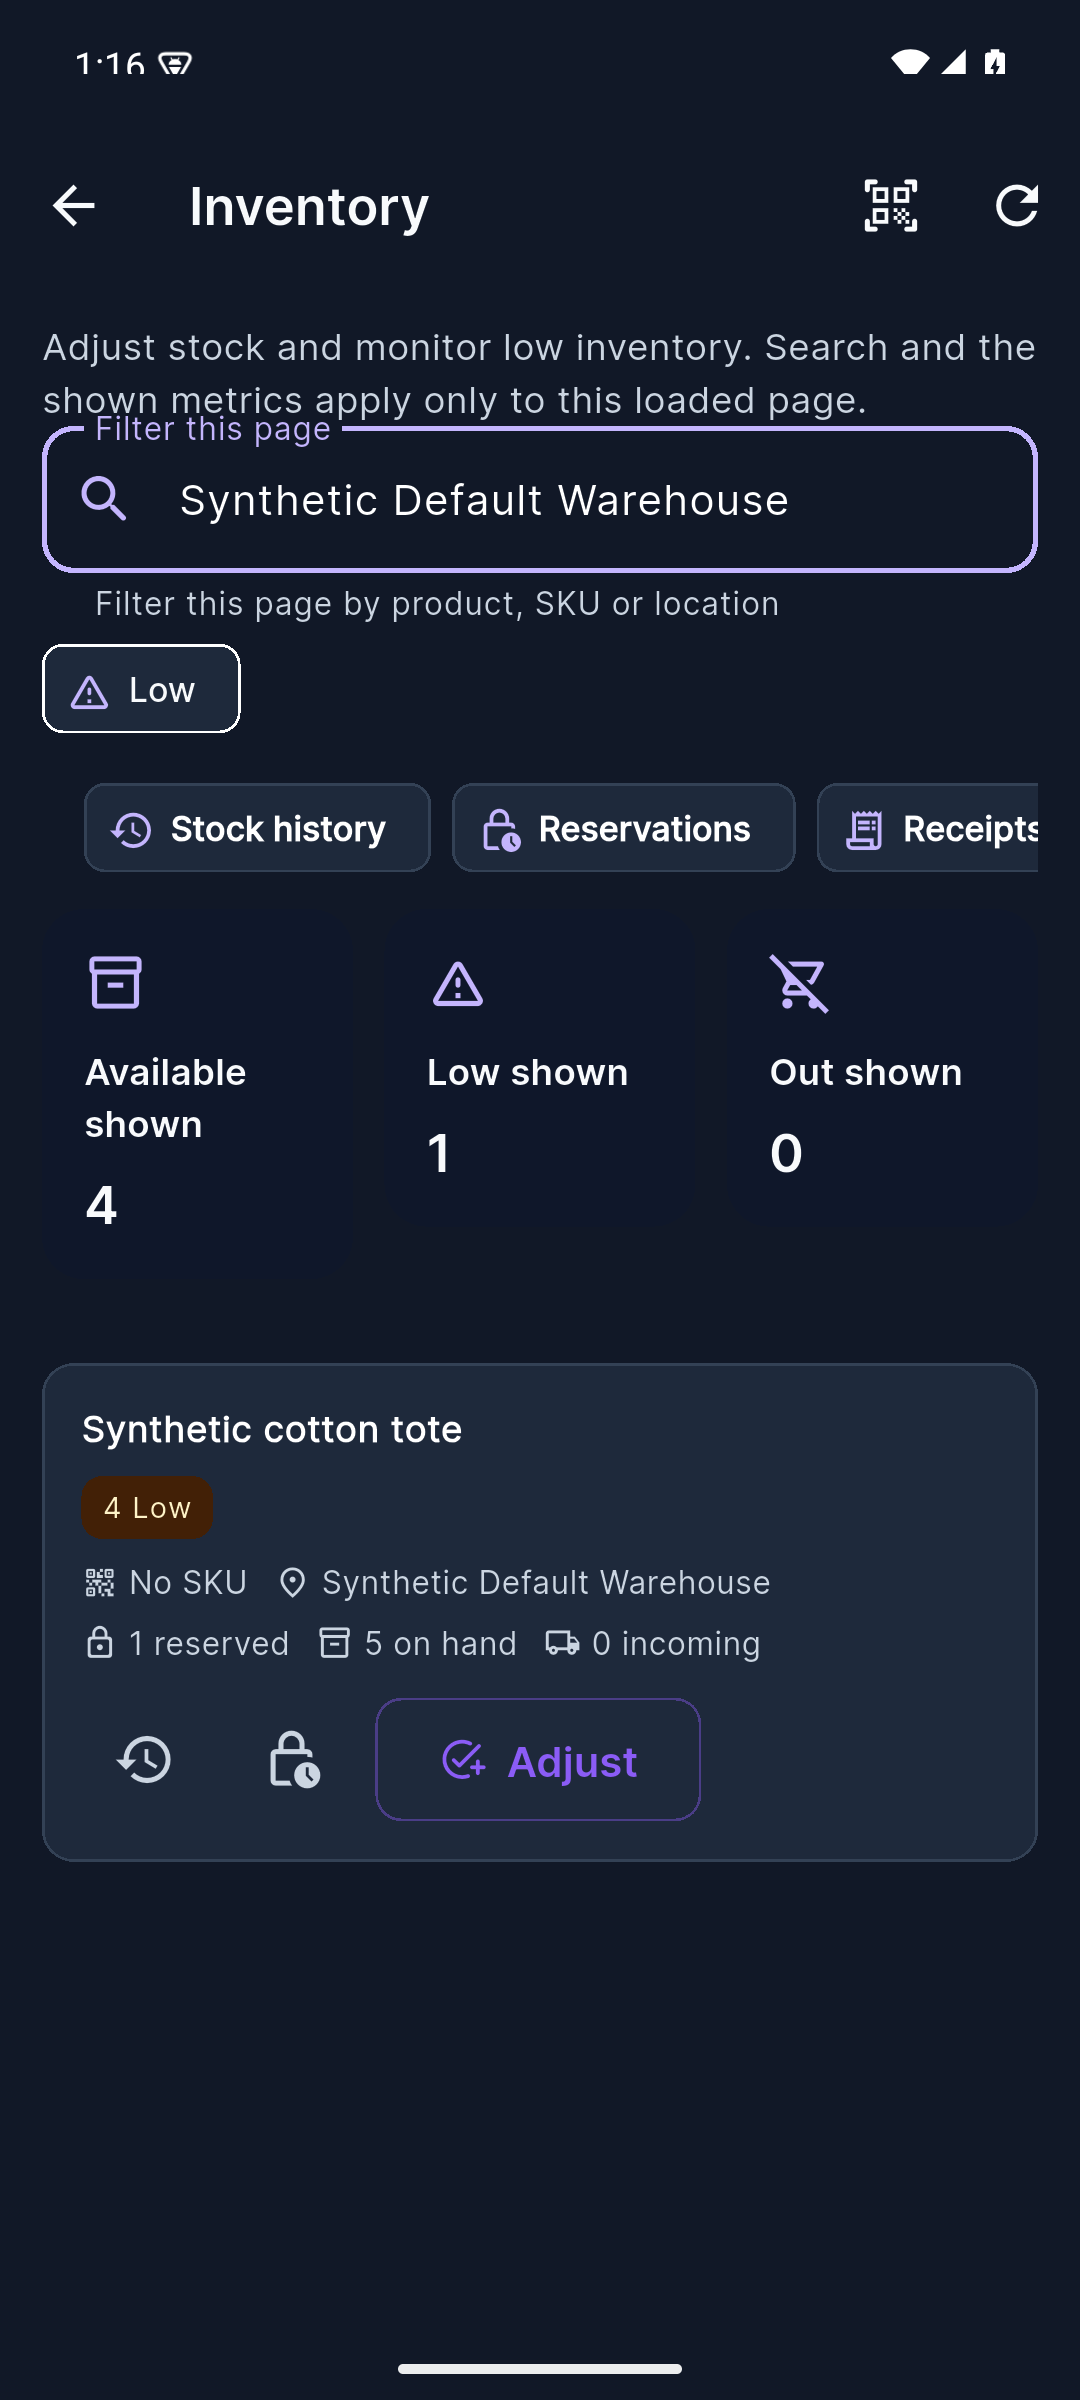 1:16
Inventory
Adjust stock and monitor low inventory. Search and the
shown metrics apply only to this loaded page.
Filter this page
Synthetic Default Warehouse
Filter this page by product, SKU or location
Low
Stock history Reservations Receipts
Available
shown
4
Low shown
1
Out shown
0
Synthetic cotton tote
4 Low
No SKU Synthetic Default Warehouse
1 reserved 5 on hand 0 incoming
Adjust